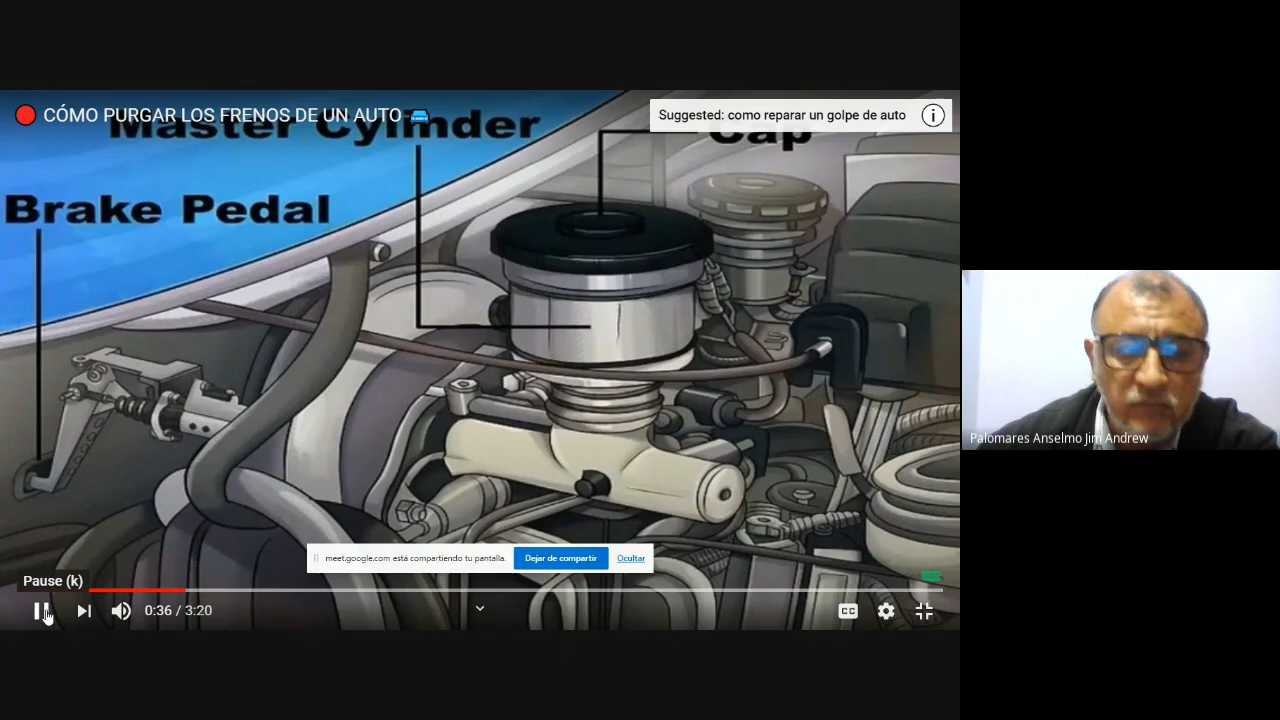 🔴 CÓMO PURGAR LOS FRENOS DE UN AUTO 🚘
Suggested: como reparar un golpe de auto
Master Cylinder
Cap
Brake Pedal
meet.google.com está compartiendo tu pantalla.
Dejar de compartir
Ocultar
Pause (k)
0:36 / 3:20
CC
Palomares Anselmo Jim Andrew